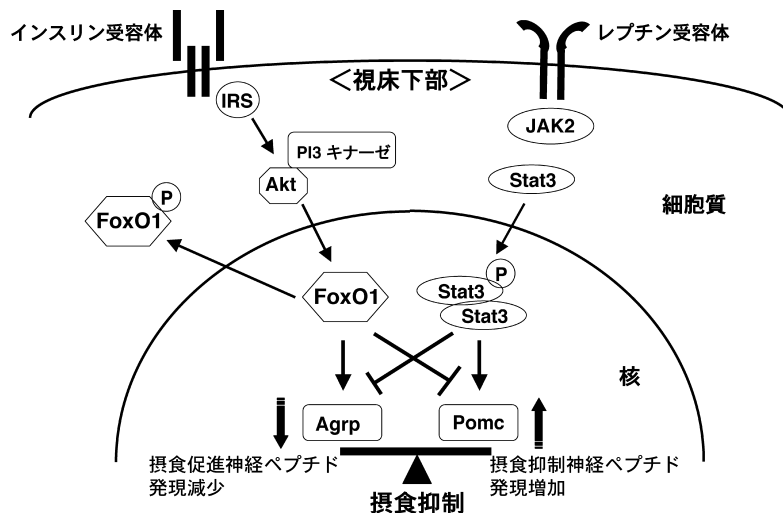 インスリン受容体
レプチン受容体
＜視床下部＞
IRS
JAK2
PI3 キナーゼ
Akt
Stat3
P
FoxO1
細胞質
FoxO1
P
Stat3
Stat3
核
Agrp
Pomc
摂食促進神経ペプチド
発現減少
摂食抑制神経ペプチド
発現増加
摂食抑制